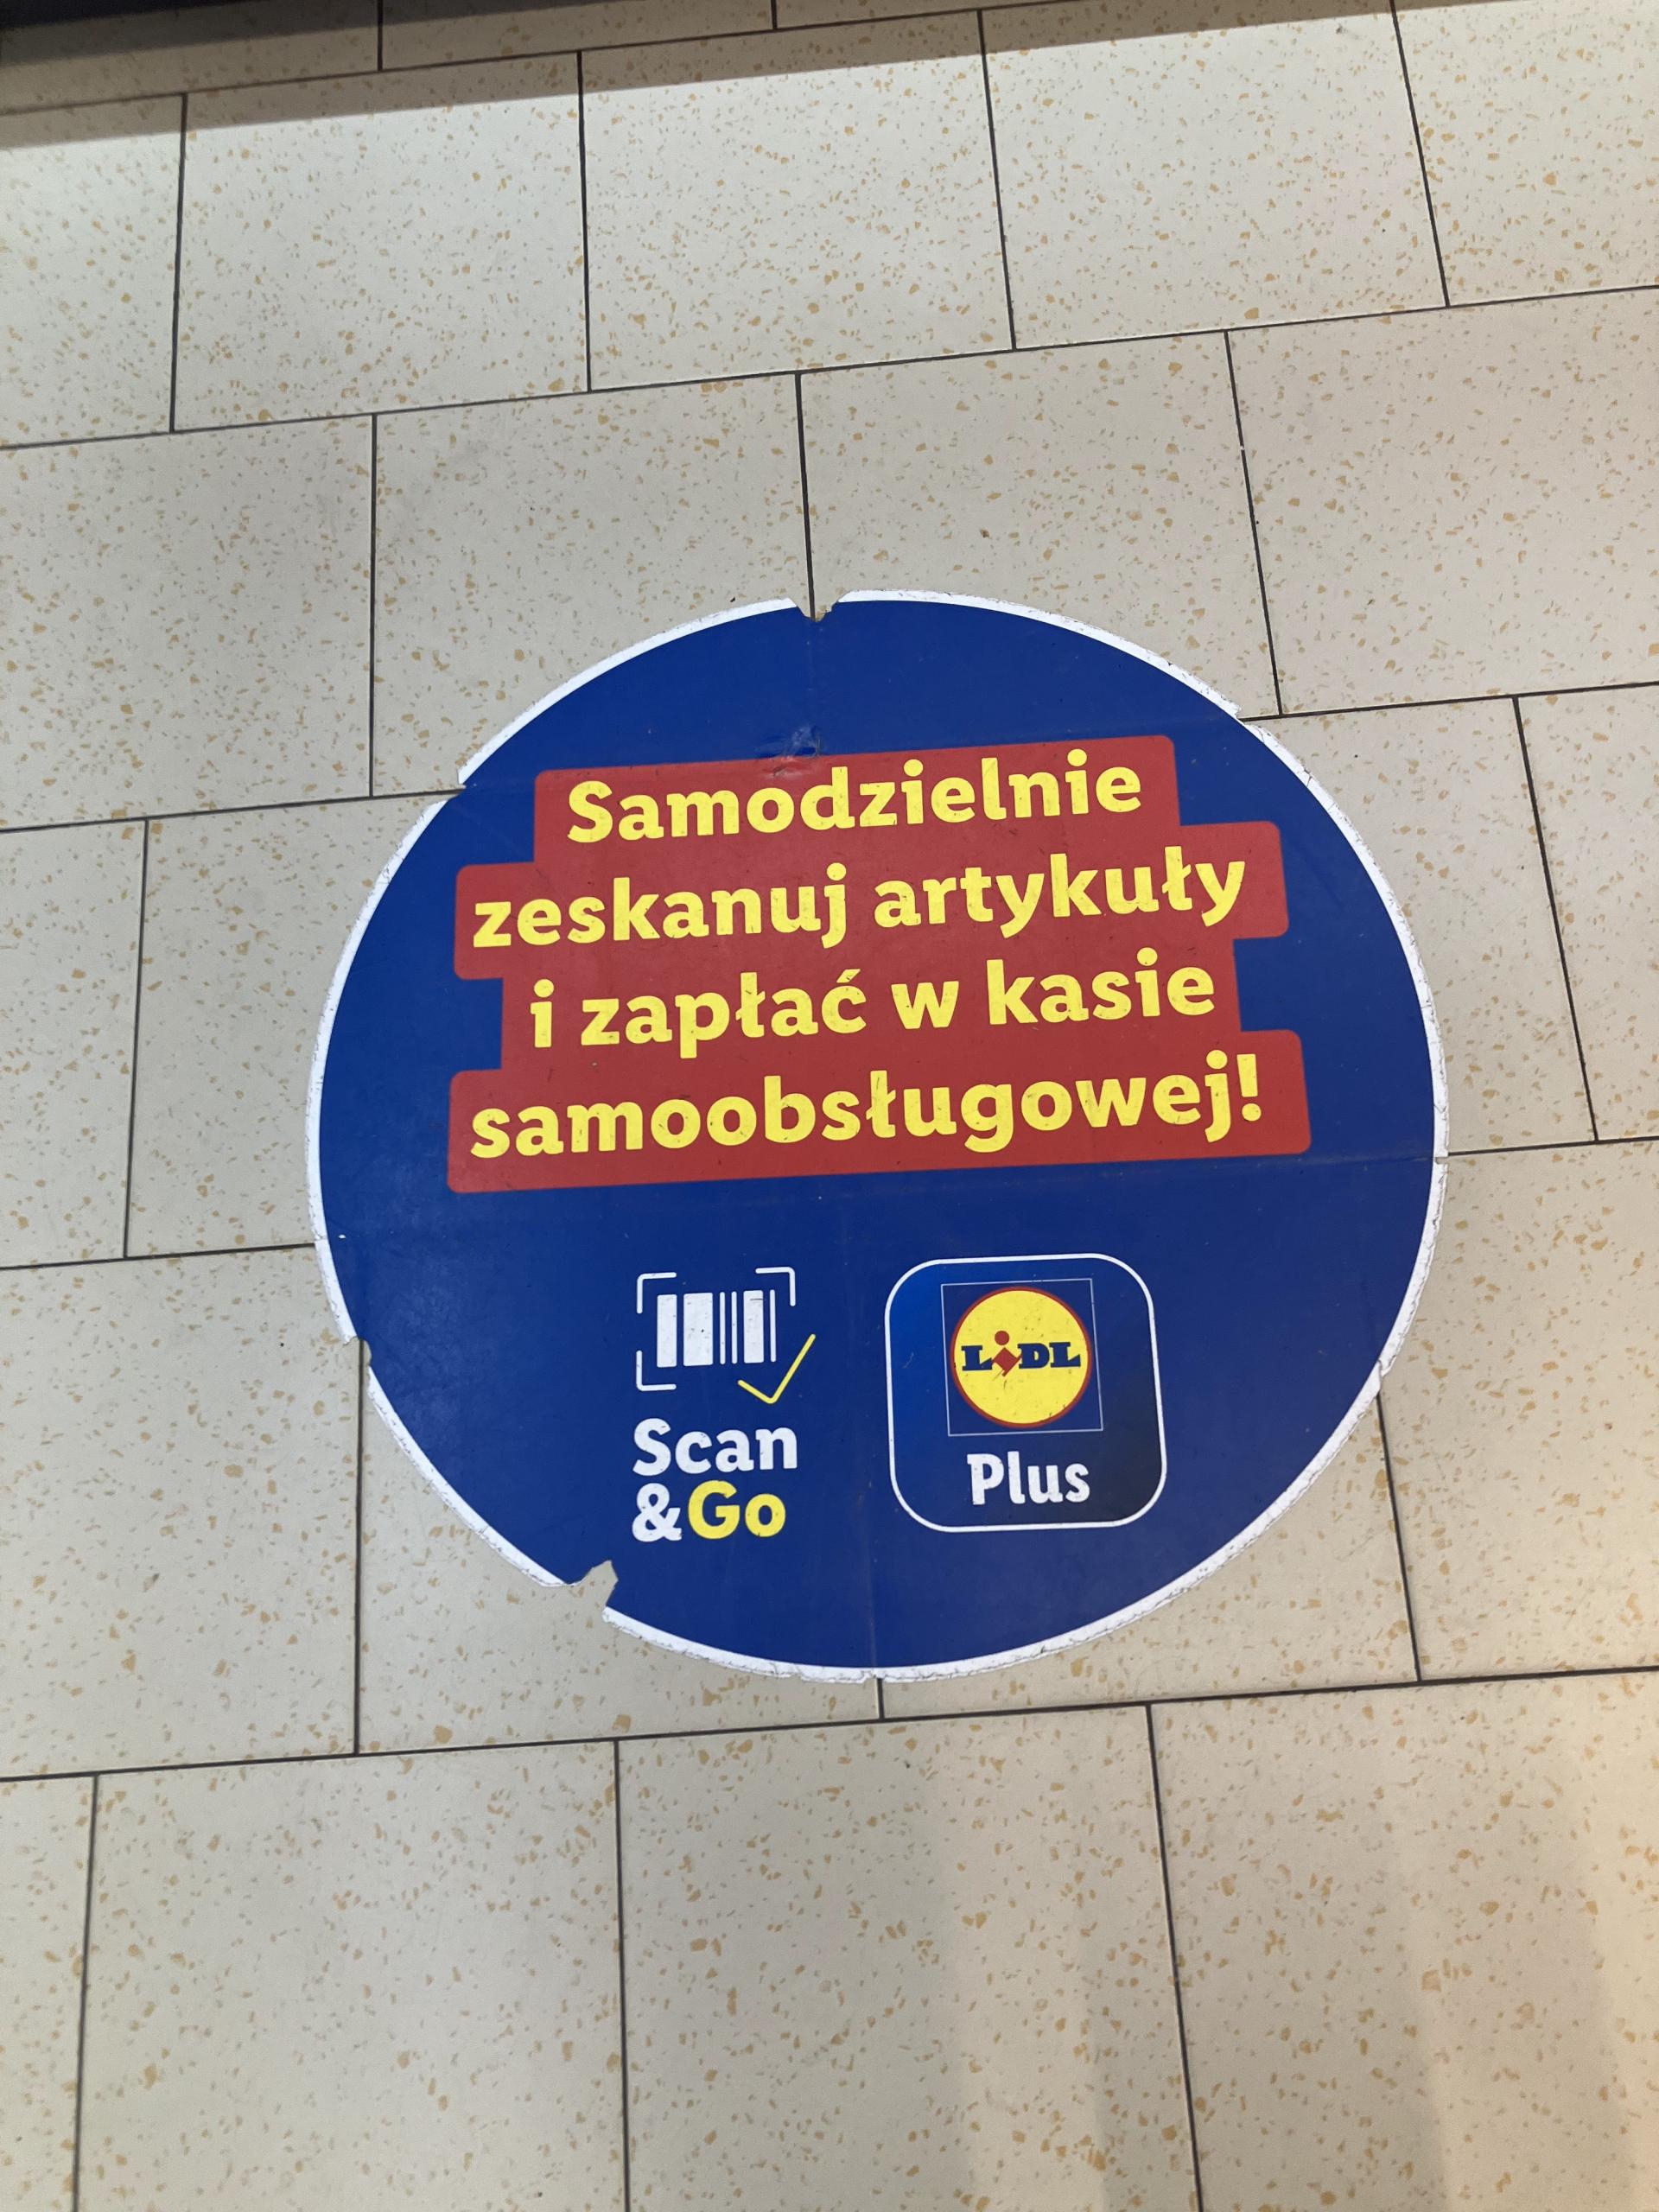 Samodzielnie
zeskanuj artykuły
i zapłać w kasie
samoobsługowej!
Scan
&Go
LiDL
Plus